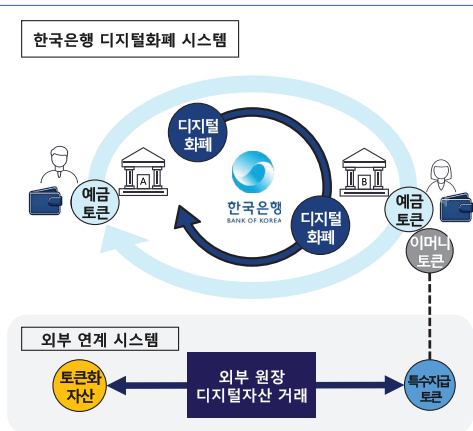 한국은행 디지털화폐 시스템
디지털
화폐
A
B
예금
토큰
한국은행
BANK OF KOREA
디지털
화폐
예금
토큰
이머니
토큰
외부 연계 시스템
토큰화
자산
외부 원장
디지털자산 거래
특수지급
토큰